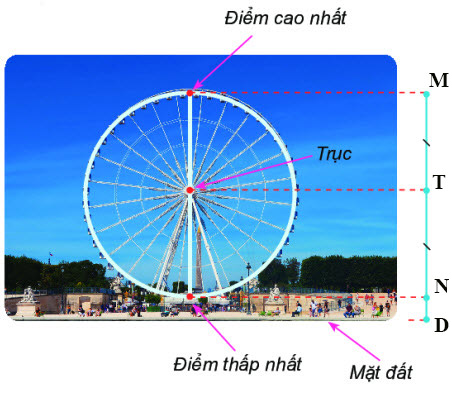 Điểm cao nhất
M
Trục
T
N
D
Điểm thấp nhất
Mặt đất